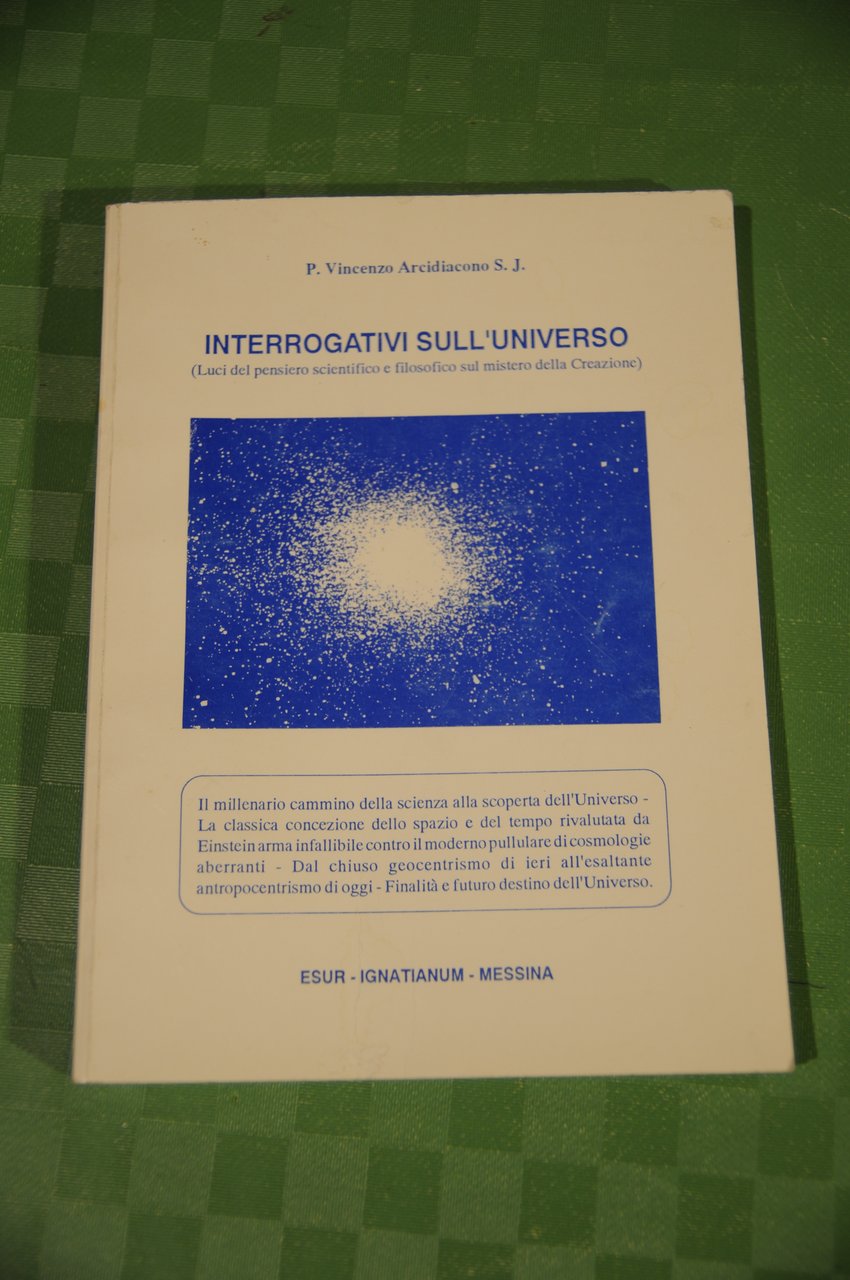 P. Vincenzo Arcidiacono S. J.
INTERROGATIVI SULL'UNIVERSO
(Luci del pensiero scientifico e filosofico sul mistero della Creazione)
Il millenario cammino della scienza alla scoperta dell'Universo -
La classica concezione dello spazio e del tempo rivalutata da
Einstein arma infallibile contro il moderno pullulare di cosmologie
aberranti - Dal chiuso geocentrismo di ieri all'esaltante
antropocentrismo di oggi - Finalità e futuro destino dell'Universo.
ESUR - IGNATIANUM - MESSINA